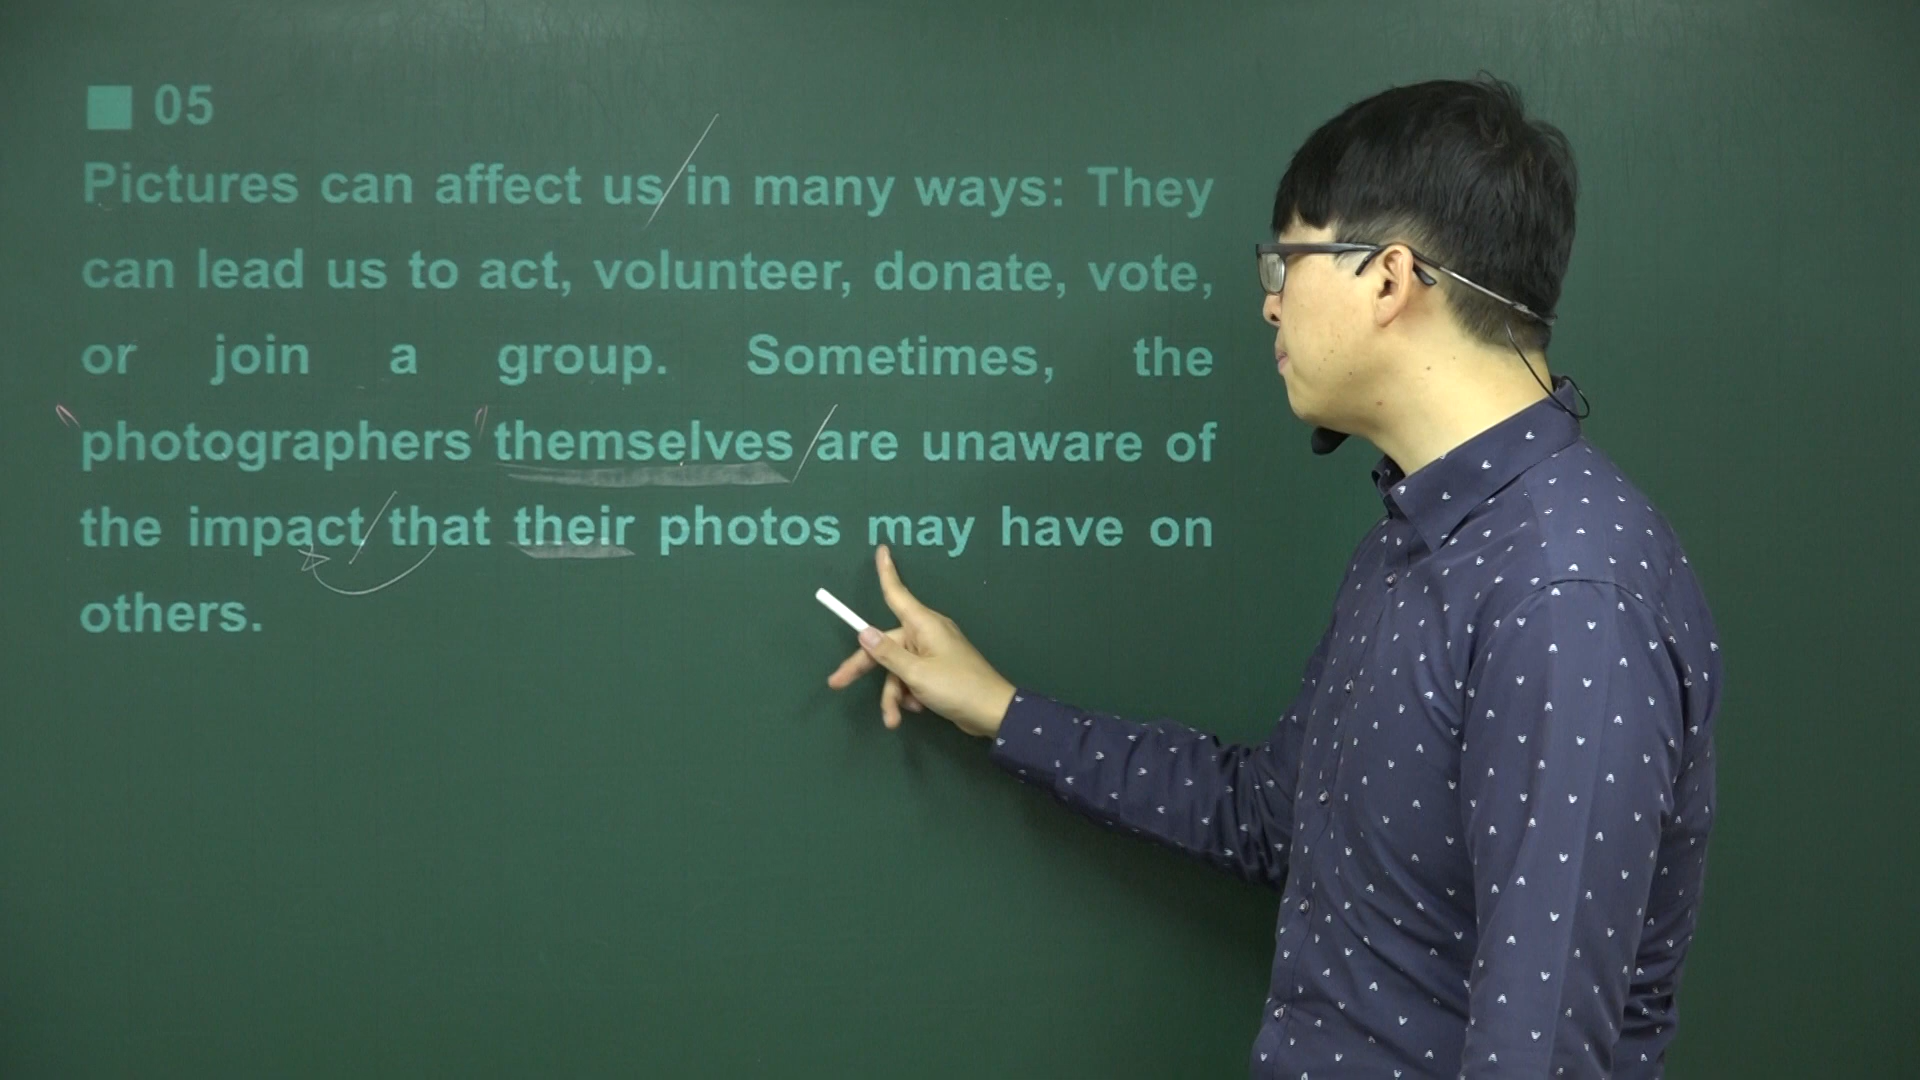 ■ 05
Pictures can affect us in many ways: They
can lead us to act, volunteer, donate, vote,
or join a group. Sometimes, the
photographers themselves are unaware of
the impact that their photos may have on
others.